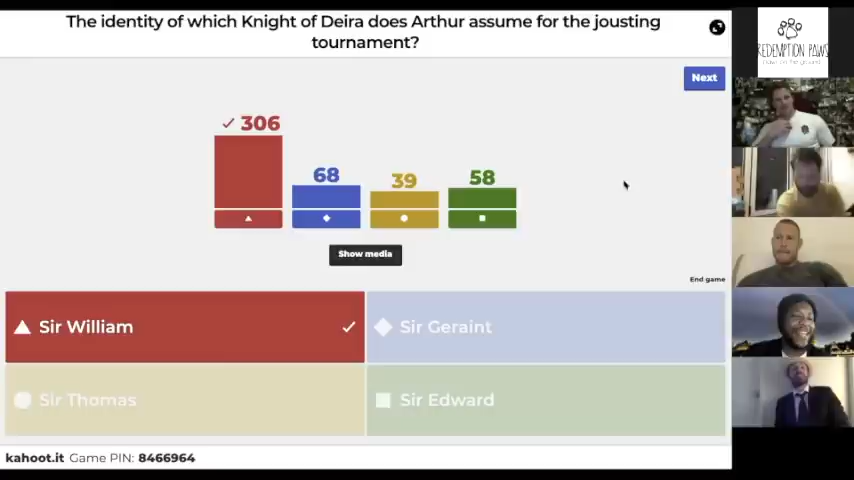 The identity of which Knight of Deira does Arthur assume for the jousting
tournament?
Next
306
68
39
58
Show media
End game
Sir William
Sir Geraint
Sir Thomas
Sir Edward
kahoot.it Game PIN: 8466964
REDEMPTION PAWS